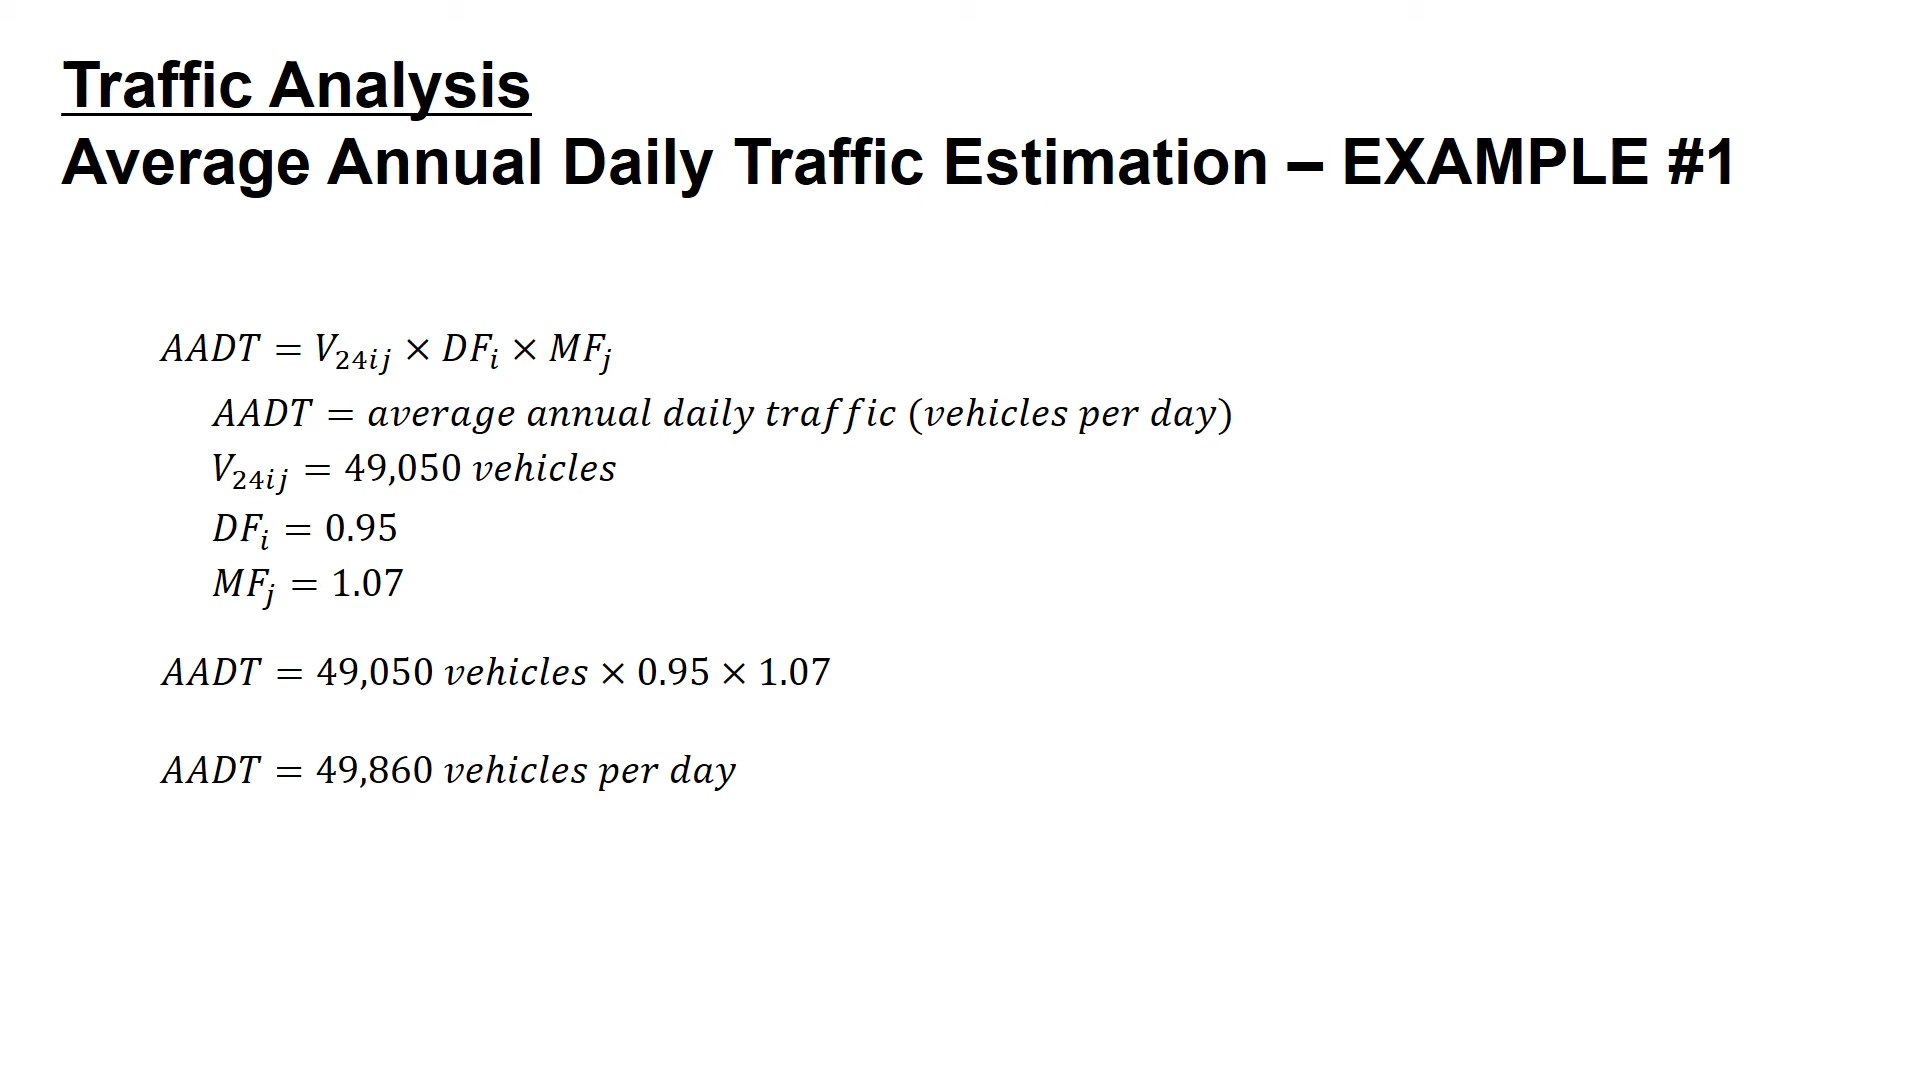 Traffic Analysis
Average Annual Daily Traffic Estimation – EXAMPLE #1
AADT = V₂₄ᵢⱼ × DFᵢ × MFⱼ
AADT = average annual daily traffic (vehicles per day)
V₂₄ᵢⱼ = 49,050 vehicles
DFᵢ = 0.95
MFⱼ = 1.07
AADT = 49,050 vehicles × 0.95 × 1.07
AADT = 49,860 vehicles per day